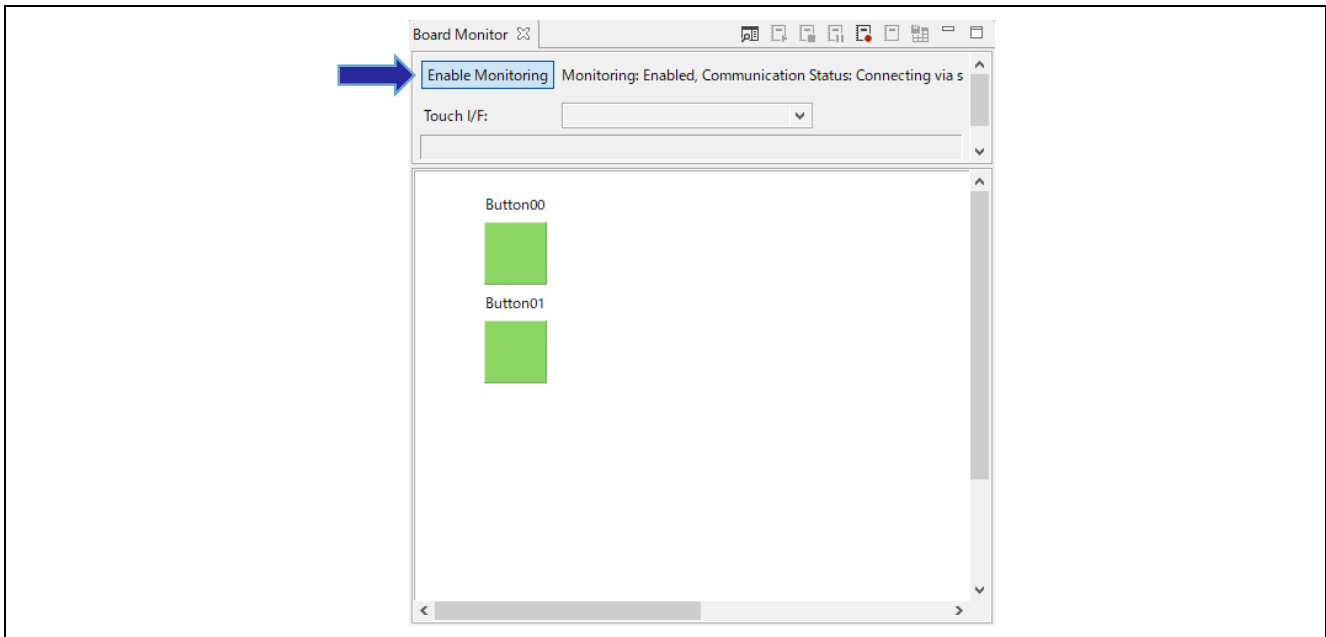 Board Monitor
Enable Monitoring Monitoring: Enabled, Communication Status: Connecting via s
Touch I/F:
Button00
Button01